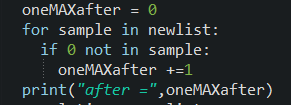 oneMAXafter = 0
for sample in newlist:
  if 0 not in sample:
    oneMAXafter +=1
print("after =",oneMAXafter)